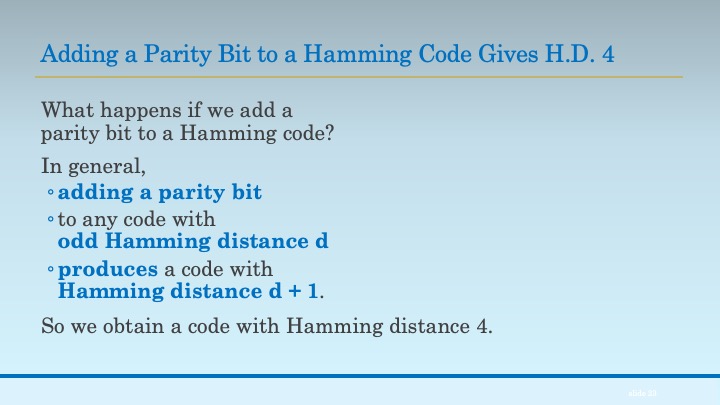 Adding a Parity Bit to a Hamming Code Gives H.D. 4
What happens if we add a
parity bit to a Hamming code?
In general,
◦adding a parity bit
◦to any code with
odd Hamming distance d
◦produces a code with
Hamming distance d + 1.
So we obtain a code with Hamming distance 4.